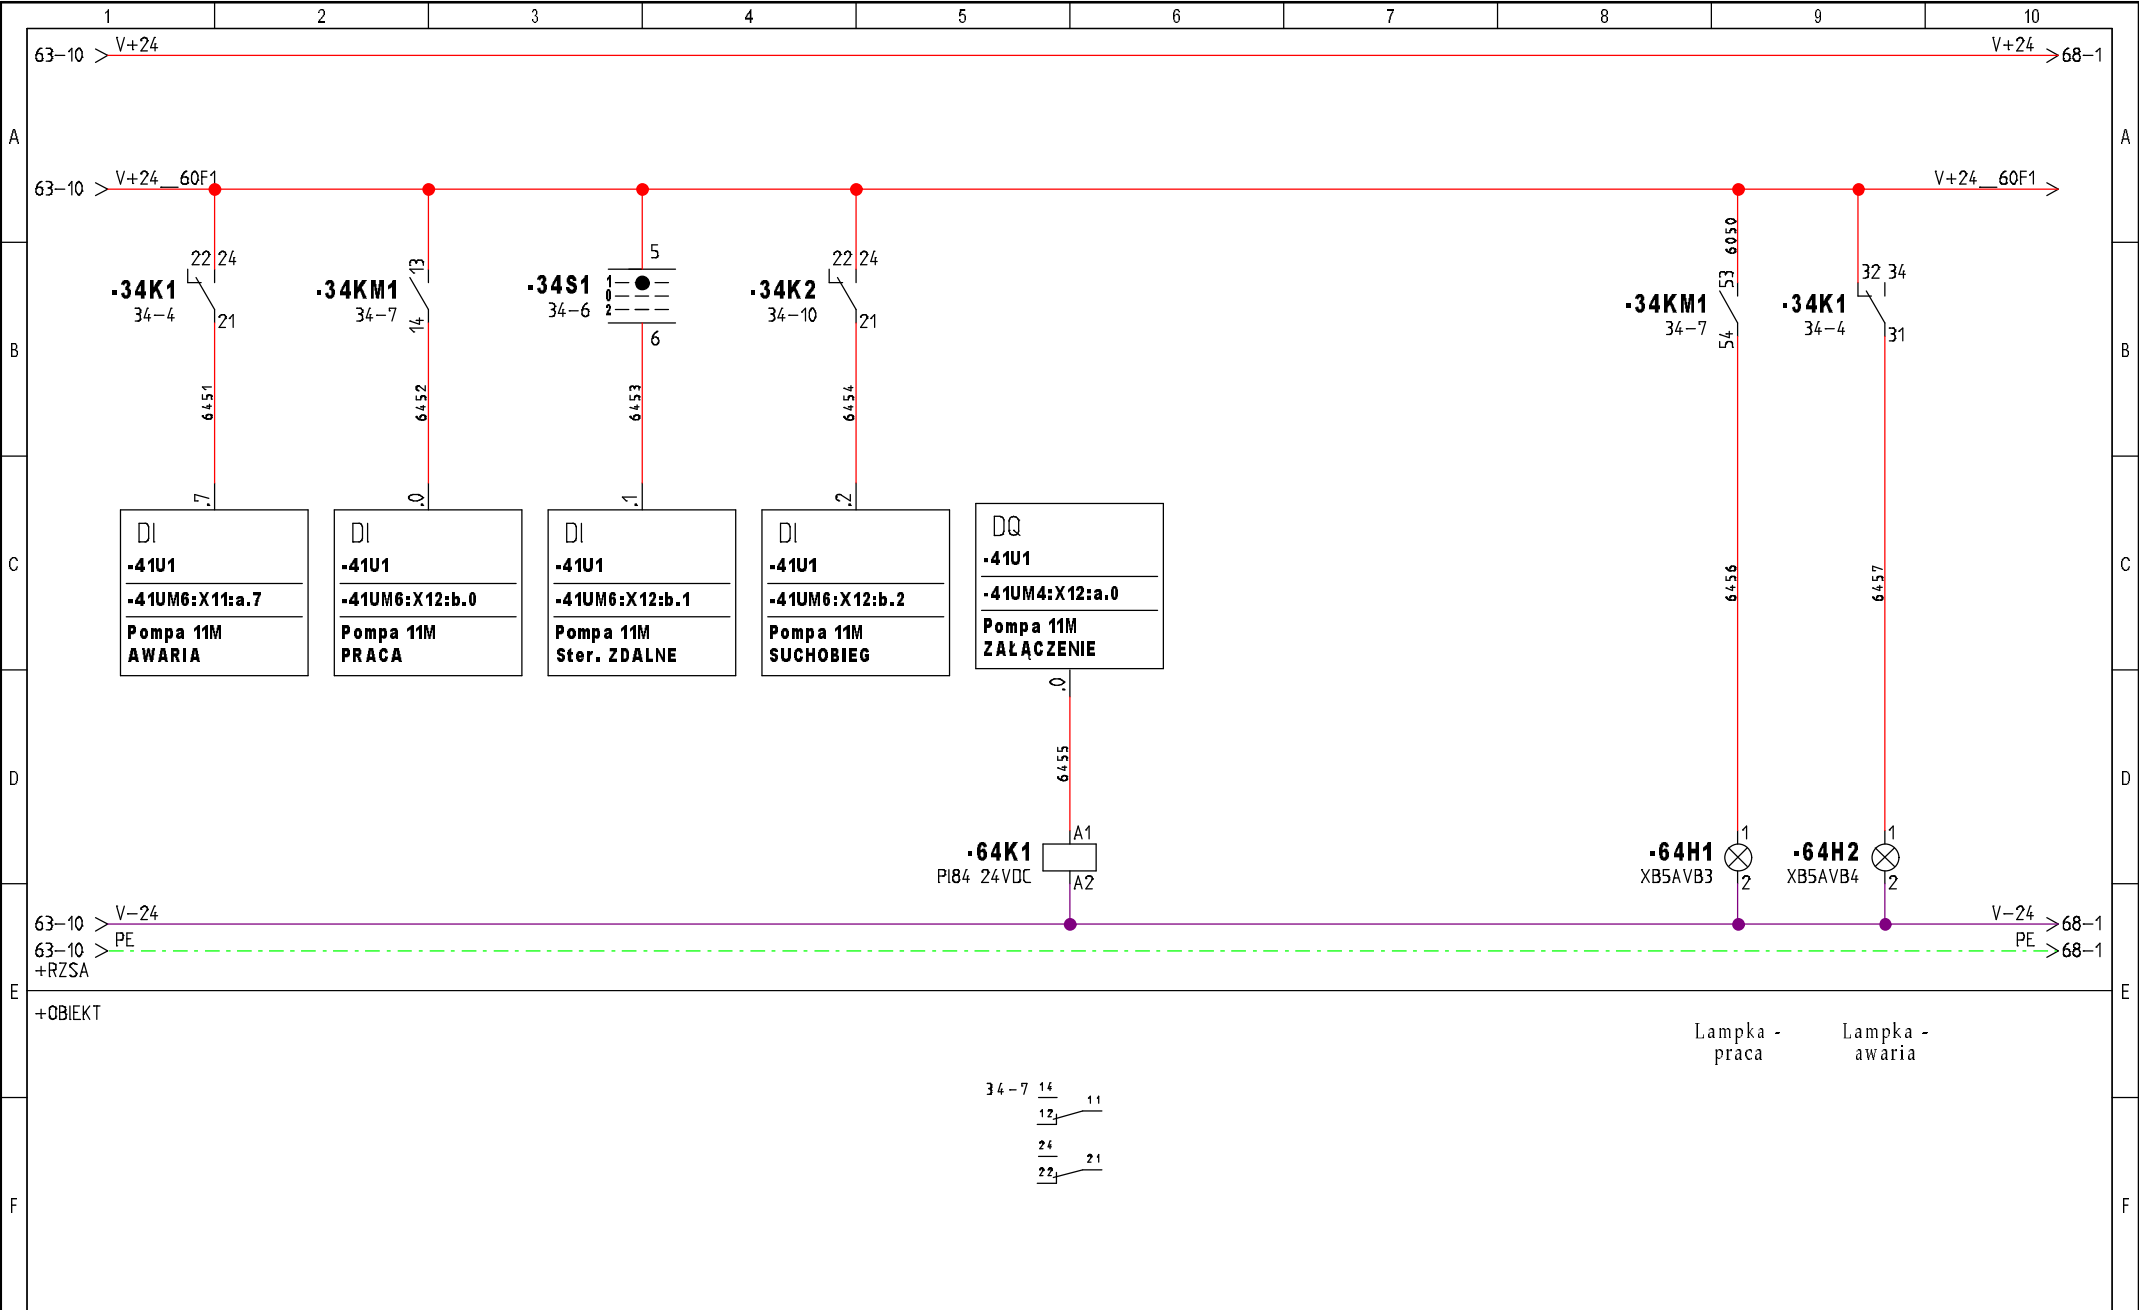 1 2 3 4 5 6 7 8 9 10
63-10 V+24 V+24 68-1
A A
63-10 V+24__60F1 V+24__60F1
22 24
-34K1
34-4
21
6451
13
-34KM1
34-7
14
6452
5
-34S1
34-6
1
0
2
6
6453
22 24
-34K2
34-10
21
6454
6050
53
-34KM1
34-7
54
6456
32 34
-34K1
34-4
31
6457
B B
.7
DI
-41U1
-41UM6:X11:a.7
Pompa 11M
AWARIA
.0
DI
-41U1
-41UM6:X12:b.0
Pompa 11M
PRACA
.1
DI
-41U1
-41UM6:X12:b.1
Pompa 11M
Ster. ZDALNE
.2
DI
-41U1
-41UM6:X12:b.2
Pompa 11M
SUCHOBIEG
DQ
-41U1
-41UM4:X12:a.0
Pompa 11M
ZAŁĄCZENIE
.0
6455
C C
D D
A1
-64K1
PI84 24VDC
A2
1
-64H1
XB5AVB3
2
1
-64H2
XB5AVB4
2
63-10 V-24 V-24 68-1
63-10 PE PE 68-1
+RZSA
E E
+OBIEKT
Lampka -
praca
Lampka -
awaria
34-7 14
12 11
24
22 21
F F